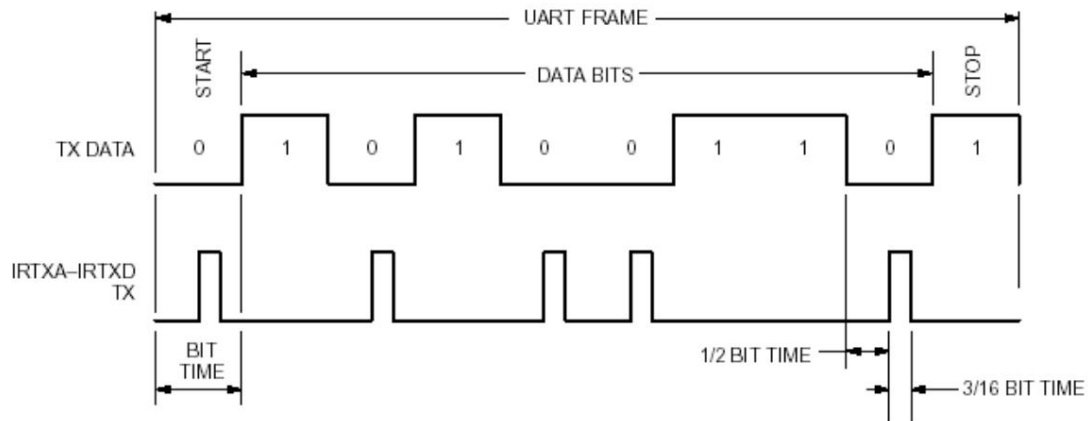 UART FRAME
START
DATA BITS
STOP
TX DATA
0 1 0 1 0 0 1 1 0 1
IRTXA–IRTXD
TX
BIT
TIME
1/2 BIT TIME
3/16 BIT TIME